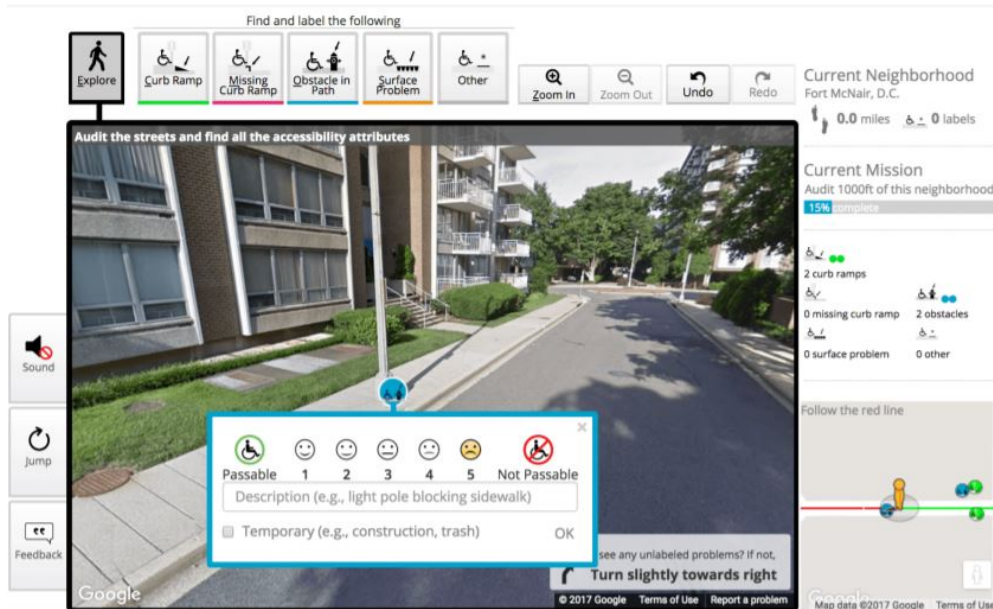 Find and label the following
Explore
Curb Ramp
Missing
Curb Ramp
Obstacle in
Path
Surface
Problem
Other
Zoom In
Zoom Out
Undo
Redo
Current Neighborhood
Fort McNair, D.C.
0.0 miles
0 labels
Current Mission
Audit 1000ft of this neighborhood
15% complete
2 curb ramps
0 missing curb ramp
2 obstacles
0 surface problem
0 other
Follow the red line
Sound
Jump
Feedback
Audit the streets and find all the accessibility attributes
Passable
1
2
3
4
5
Not Passable
Description (e.g., light pole blocking sidewalk)
Temporary (e.g., construction, trash)
OK
×
see any unlabeled problems? If not,
Turn slightly towards right
Google
© 2017 Google
Terms of Use
Report a problem
Google
Map data ©2017 Google
Terms of Use